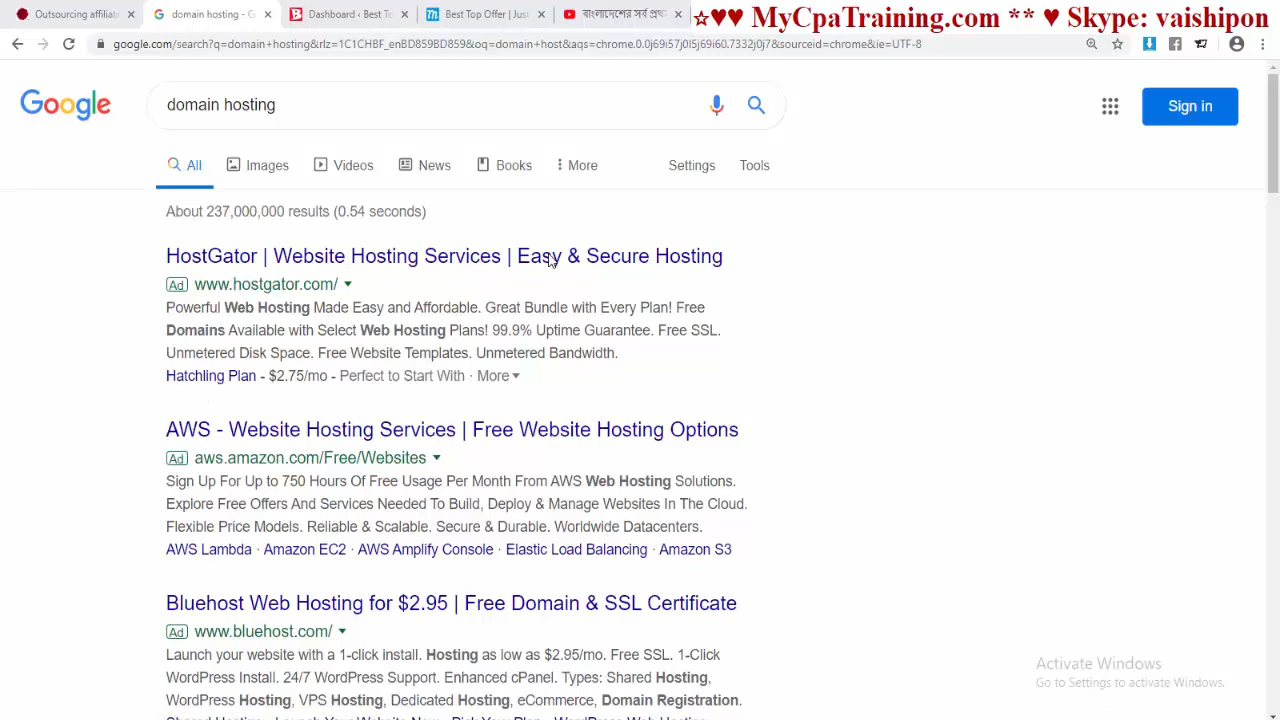 Outsourcing affiliate
domain hosting - G
Dashboard ‹ Best To
Best Top Offer | Just
বাংলাদেশের সর্ব প্রথ
☆♥♥ MyCpaTraining.com ** ♥ Skype: vaishipon
google.com/search?q=domain+hosting&rlz=1C1CHBF_enBD859BD859&oq=domain+host&aqs=chrome.0.0j69i57j0l5j69i60.7332j0j7&sourceid=chrome&ie=UTF-8
Google
domain hosting
Sign in
All Images Videos News Books More Settings Tools
About 237,000,000 results (0.54 seconds)
HostGator | Website Hosting Services | Easy & Secure Hosting
Ad www.hostgator.com/
Powerful Web Hosting Made Easy and Affordable. Great Bundle with Every Plan! Free
Domains Available with Select Web Hosting Plans! 99.9% Uptime Guarantee. Free SSL.
Unmetered Disk Space. Free Website Templates. Unmetered Bandwidth.
Hatchling Plan - $2.75/mo - Perfect to Start With · More
AWS - Website Hosting Services | Free Website Hosting Options
Ad aws.amazon.com/Free/Websites
Sign Up For Up to 750 Hours Of Free Usage Per Month From AWS Web Hosting Solutions.
Explore Free Offers And Services Needed To Build, Deploy & Manage Websites In The Cloud.
Flexible Price Models. Reliable & Scalable. Secure & Durable. Worldwide Datacenters.
AWS Lambda · Amazon EC2 · AWS Amplify Console · Elastic Load Balancing · Amazon S3
Bluehost Web Hosting for $2.95 | Free Domain & SSL Certificate
Ad www.bluehost.com/
Launch your website with a 1-click install. Hosting as low as $2.95/mo. Free SSL. 1-Click
WordPress Install. 24/7 WordPress Support. Enhanced cPanel. Types: Shared Hosting,
WordPress Hosting, VPS Hosting, Dedicated Hosting, eCommerce, Domain Registration.
Activate Windows
Go to Settings to activate Windows.